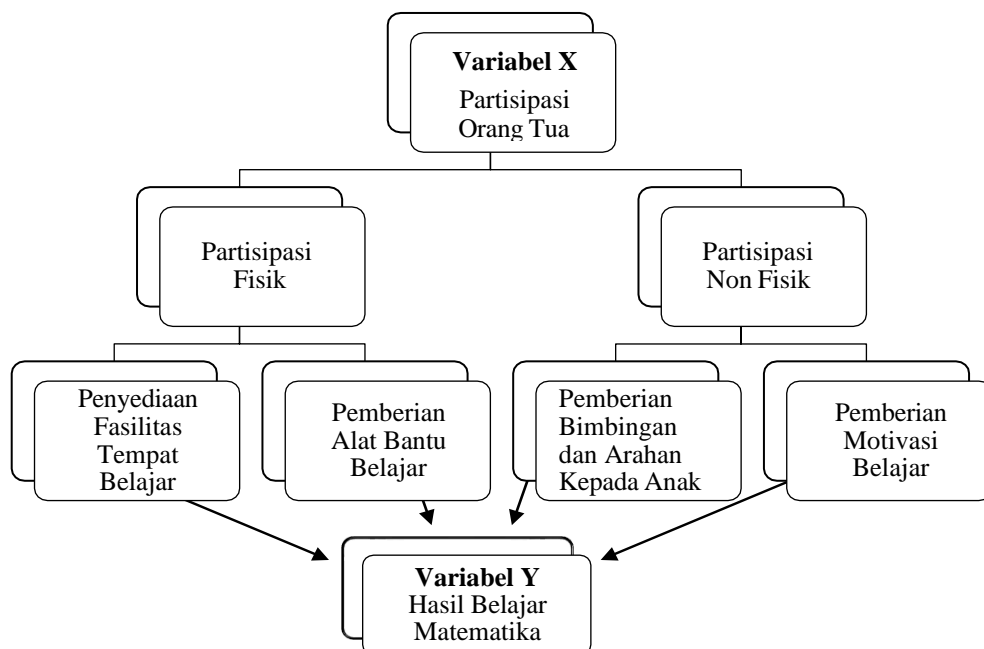 Variabel X
Partisipasi
Orang Tua
Partisipasi
Fisik
Partisipasi
Non Fisik
Penyediaan
Fasilitas
Tempat
Belajar
Pemberian
Alat Bantu
Belajar
Pemberian
Bimbingan
dan Arahan
Kepada Anak
Pemberian
Motivasi
Belajar
Variabel Y
Hasil Belajar
Matematika